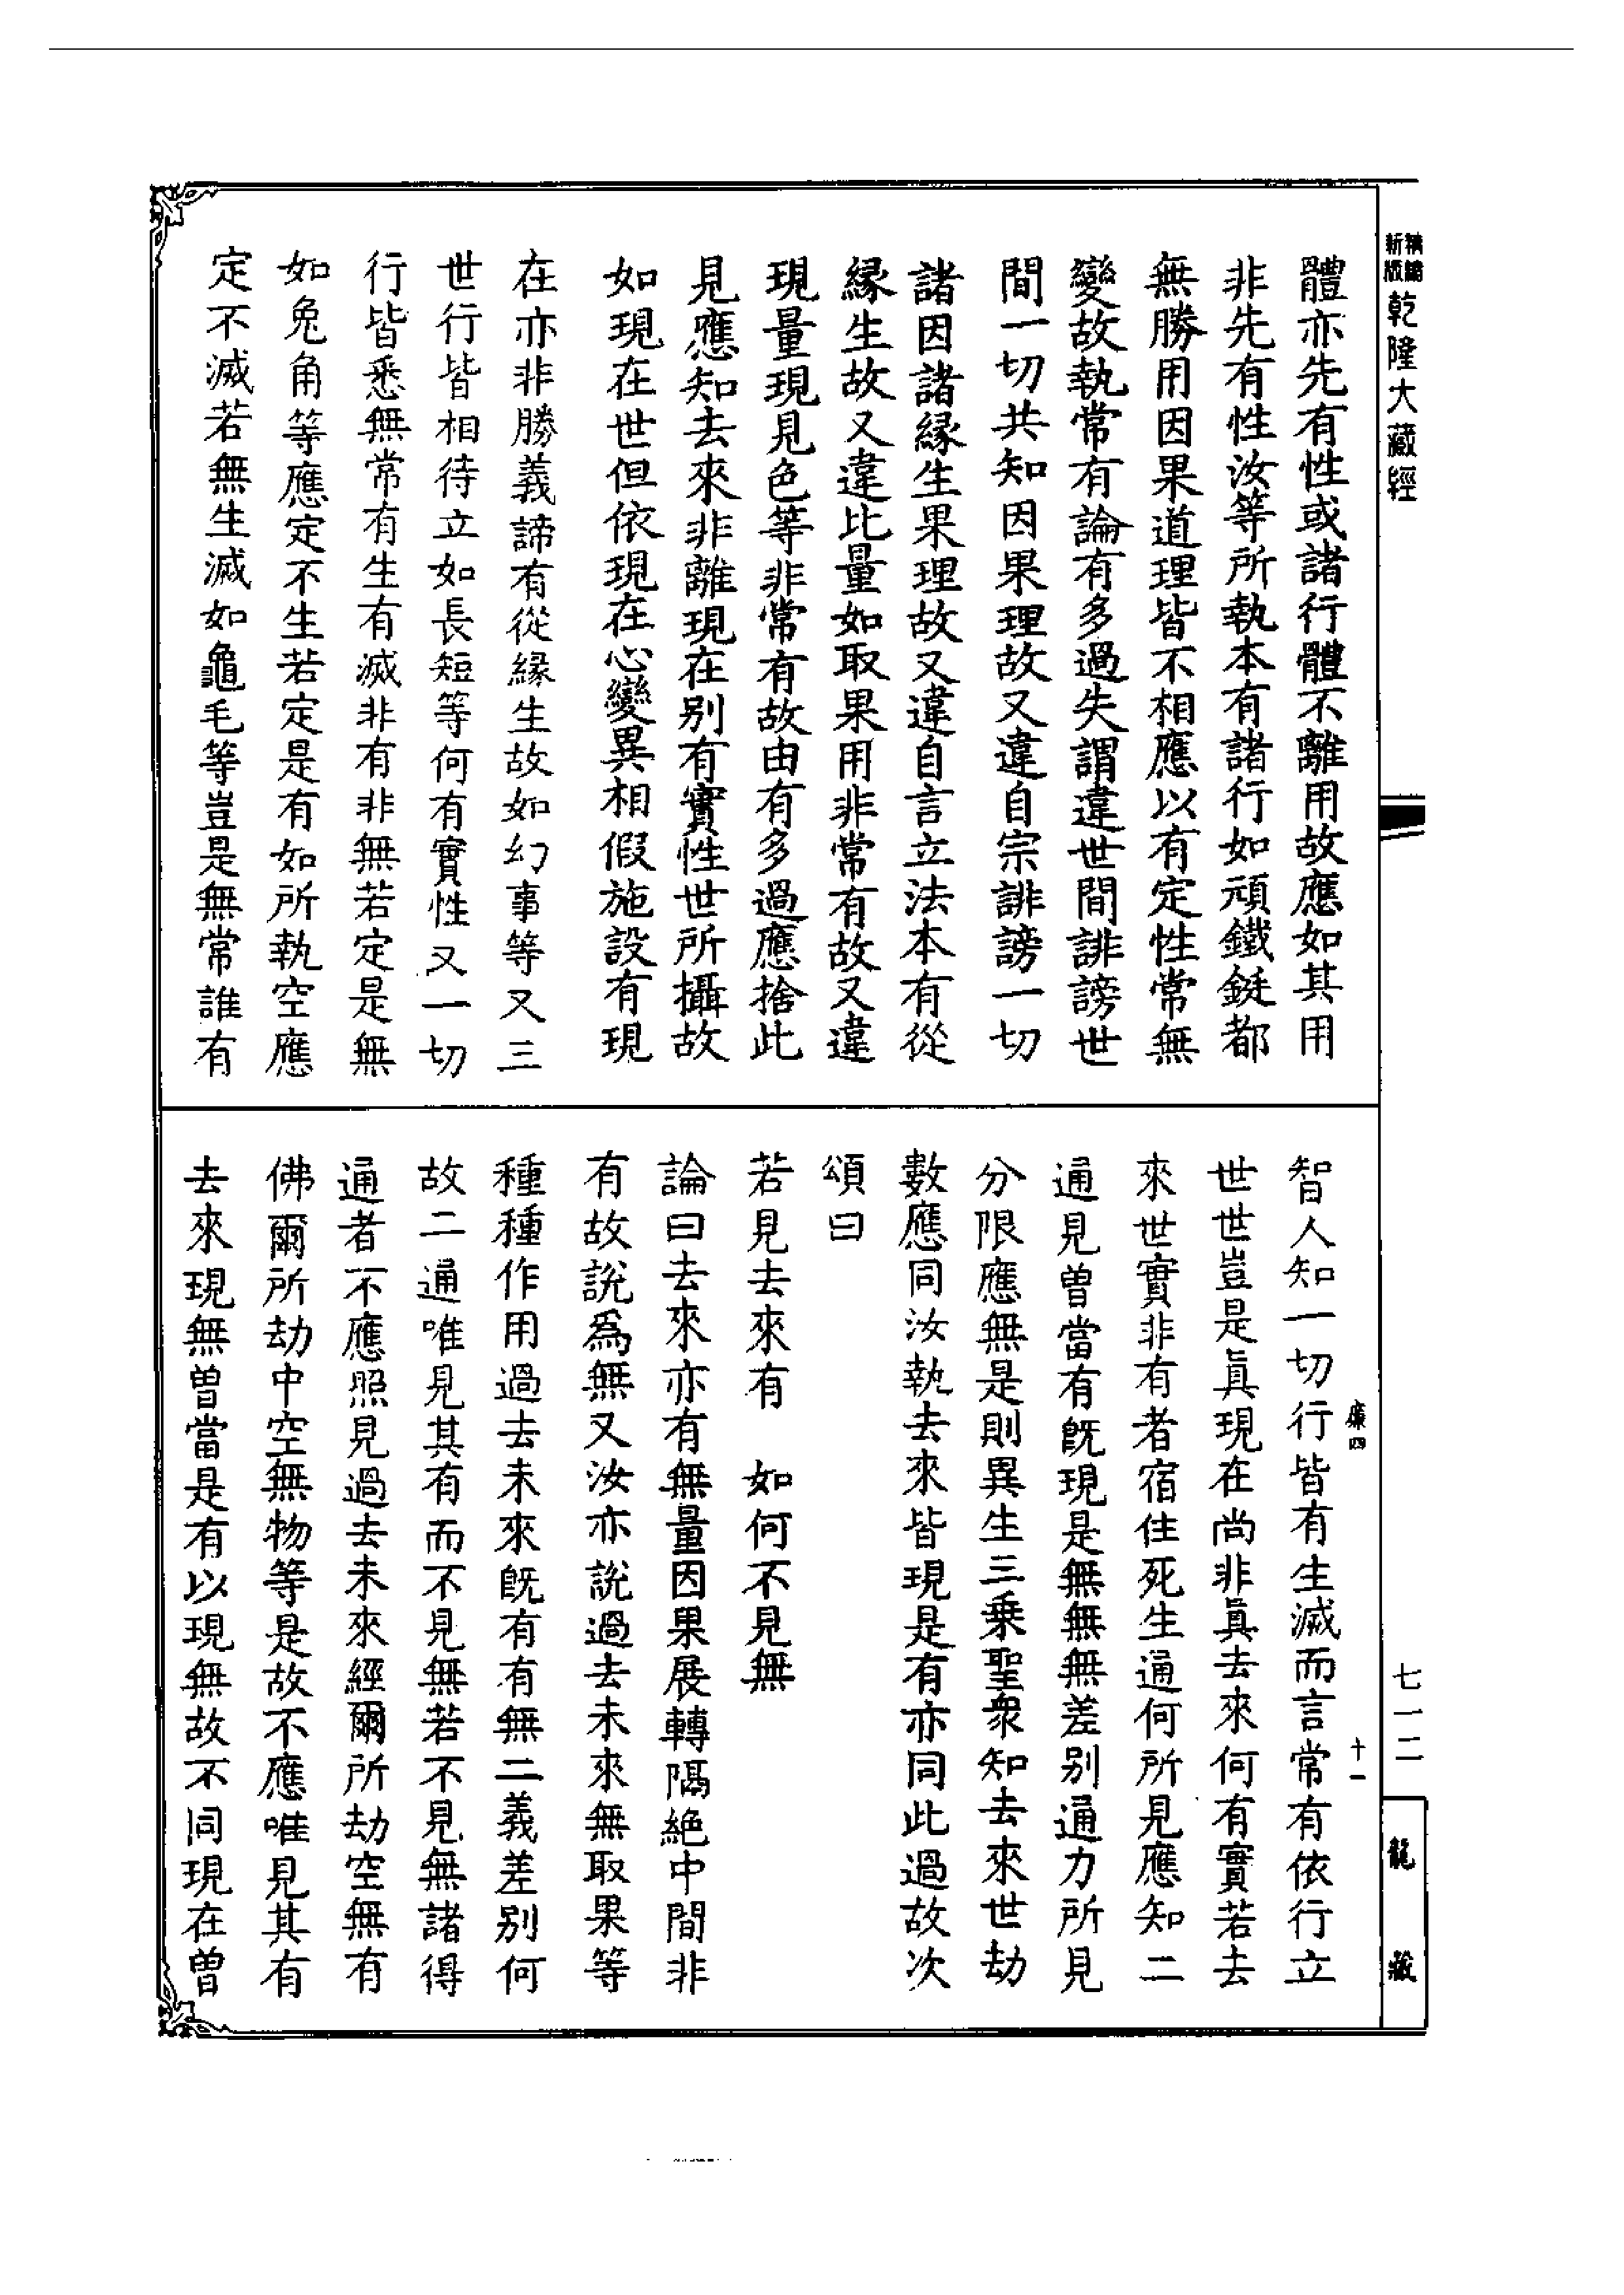 精繕
新版
乾隆大藏經
七一二
龍藏
體亦先有性或諸行體不離用故應如其用
非先有性汝等所執本有諸行如頑鐵鋌都
無勝用因果道理皆不相應以有定性常無
變故執常有論有多過失謂違世間誹謗世
間一切共知因果理故又違自宗誹謗一切
諸因諸緣生果理故又違自言立法本有從
緣生故又違比量如取果用非常有故又違
現量現見色等非常有故由有多過應捨此
見應知去來非離現在別有實性世所攝故
如現在世但依現在心變異相假施設有現
在亦非勝義諦有從緣生故如幻事等又三
世行皆相待立如長短等何有實性又一切
行皆悉無常有生有滅非有非無若定是無
如兔角等應定不生若定是有如所執空應
定不滅若無生滅如龜毛等豈是無常誰有
廉四
十一
智人知一切行皆有生滅而言常有依行立
世世豈是眞現在尚非眞去來何有實若去
來世實非有者宿住死生通何所見應知二
通見曾當有旣現是無無無差別通力所見
分限應無是則異生三乗聖衆知去來世劫
數應同汝執去來皆現是有亦同此過故次
頌曰
若見去來有　如何不見無
論曰去來亦有無量因果展轉隔絶中間非
有故說爲無又汝亦說過去未來無取果等
種種作用過去未來旣有有無二義差別何
故二通唯見其有而不見無若不見無諸得
通者不應照見過去未來經爾所劫空無有
佛爾所劫中空無物等是故不應唯見其有
去來現無曾當是有以現無故不同現在曾